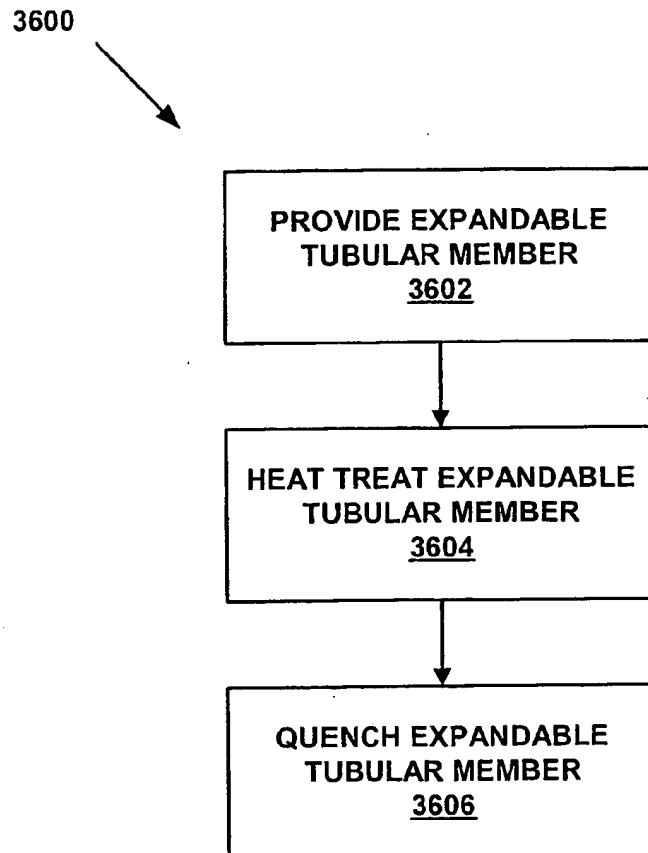 3600
PROVIDE EXPANDABLE
TUBULAR MEMBER
3602
HEAT TREAT EXPANDABLE
TUBULAR MEMBER
3604
QUENCH EXPANDABLE
TUBULAR MEMBER
3606